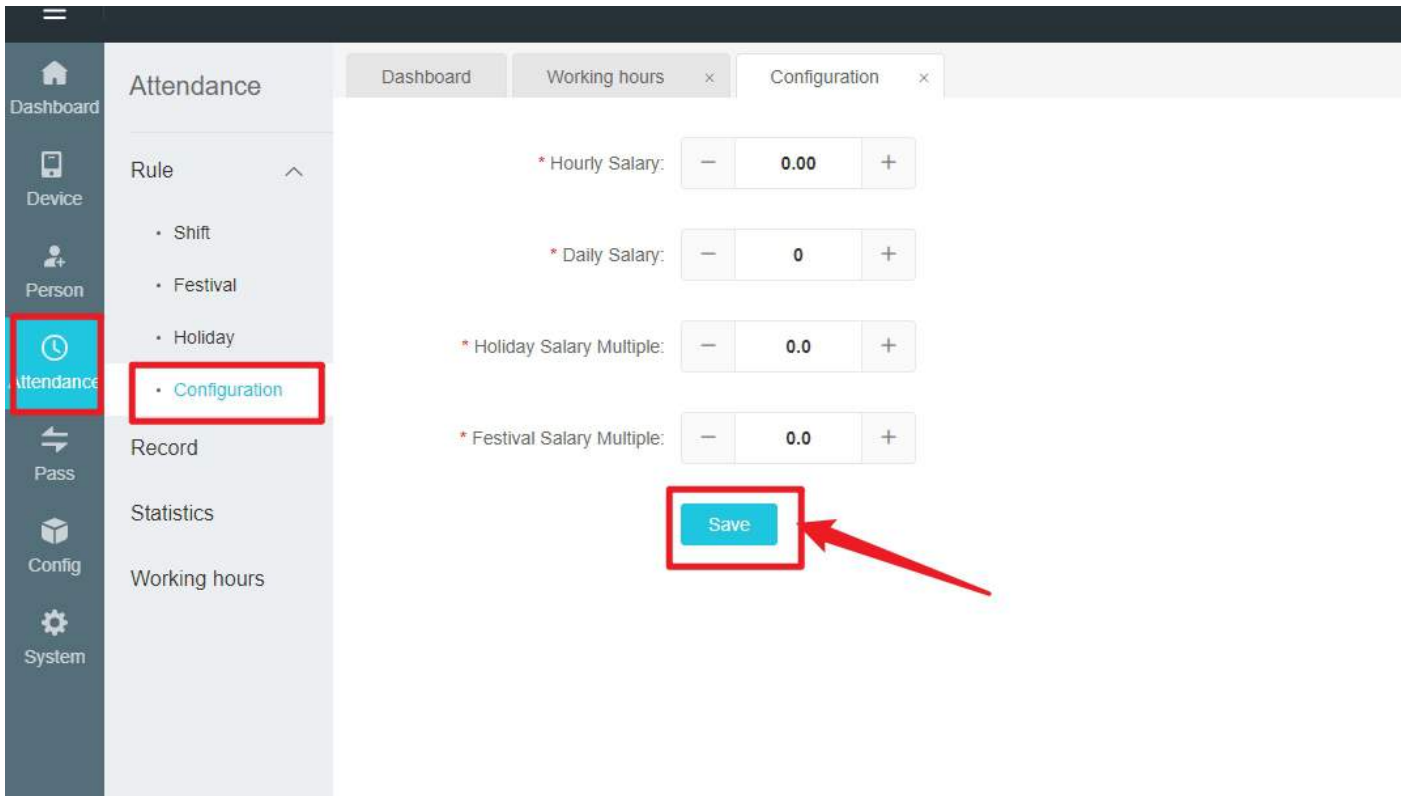 Dashboard
Device
Person
Attendance
Pass
Config
System
Attendance
Rule
• Shift
• Festival
• Holiday
• Configuration
Record
Statistics
Working hours
Dashboard Working hours × Configuration ×
* Hourly Salary: − 0.00 +
* Daily Salary: − 0 +
* Holiday Salary Multiple: − 0.0 +
* Festival Salary Multiple: − 0.0 +
Save